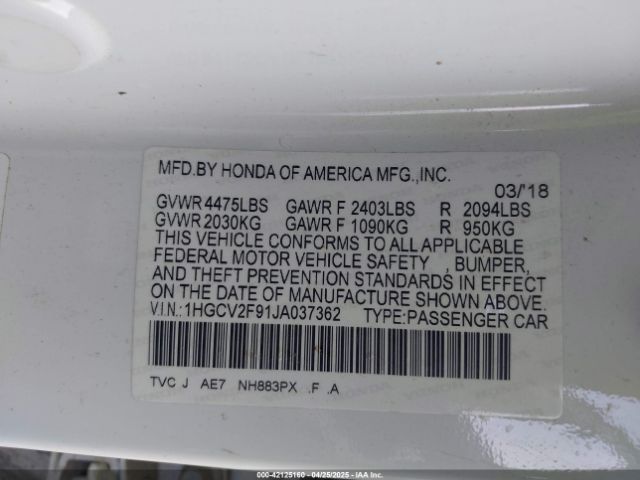 MFD.BY HONDA OF AMERICA MFG.,INC.
03/'18
GVWR 4475LBS GAWR F 2403LBS R 2094LBS
GVWR 2030KG GAWR F 1090KG R 950KG
THIS VEHICLE CONFORMS TO ALL APPLICABLE
FEDERAL MOTOR VEHICLE SAFETY , BUMPER,
AND THEFT PREVENTION STANDARDS IN EFFECT
ON THE DATE OF MANUFACTURE SHOWN ABOVE.
V.I.N.:1HGCV2F91JA037362 TYPE:PASSENGER CAR
TVC J AE7 NH883PX .F .A
000-42125160 - 04/25/2025 - IAAI.COM